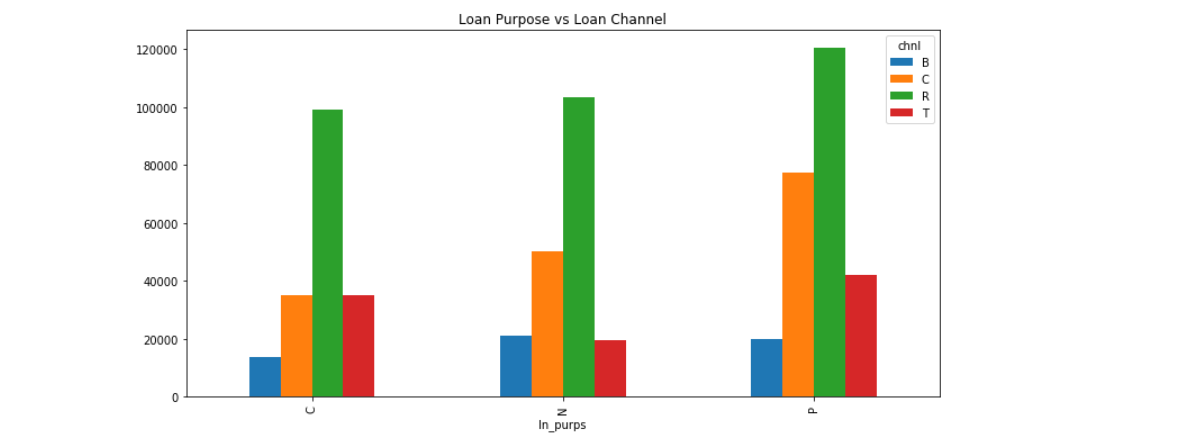 Loan Purpose vs Loan Channel
120000
100000
80000
60000
40000
20000
0
chnl
B
C
R
T
C
N
P
ln_purps